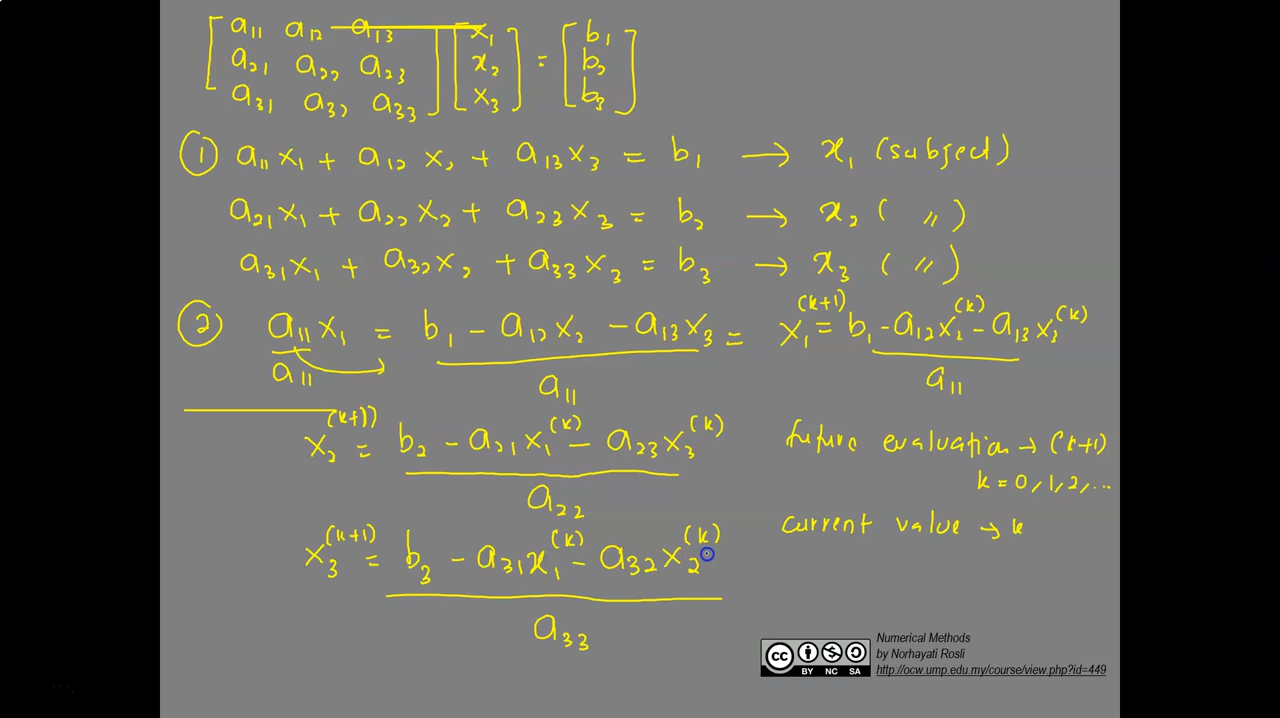 [a₁₁ a₁₂ a₁₃] [x₁] = [b₁]
[a₂₁ a₂₂ a₂₃] [x₂] [b₂]
[a₃₁ a₃₂ a₃₃] [x₃] [b₃]
① a₁₁x₁ + a₁₂x₂ + a₁₃x₃ = b₁ → x₁ (subject)
a₂₁x₁ + a₂₂x₂ + a₂₃x₃ = b₂ → x₂ ( 〃 )
a₃₁x₁ + a₃₂x₂ + a₃₃x₃ = b₃ → x₃ ( 〃 )
② a₁₁x₁ / a₁₁ = (b₁ - a₁₂x₂ - a₁₃x₃) / a₁₁ = x₁^(k+1) = (b₁ - a₁₂x₂^(k) - a₁₃x₃^(k)) / a₁₁
x₂^(k+1) = (b₂ - a₂₁x₁^(k) - a₂₃x₃^(k)) / a₂₂
future evaluation → (k+1)
k = 0, 1, 2, ...
current value → k
x₃^(k+1) = (b₃ - a₃₁x₁^(k) - a₃₂x₂^(k)) / a₃₃
cc BY NC SA
Numerical Methods
by Norhayati Rosli
http://ocw.ump.edu.my/course/view.php?id=449